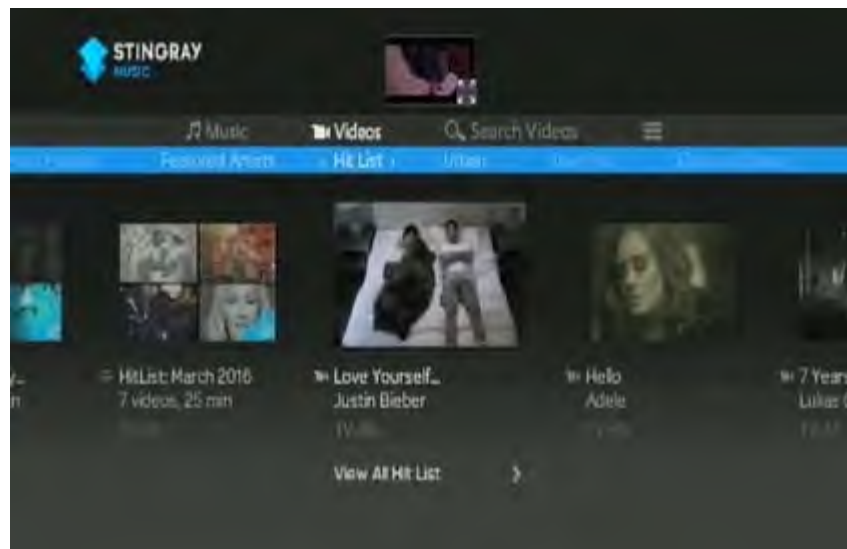 STINGRAY
MUSIC
Music Videos Search Videos
Featured Artists Hit List Urban
HitList: March 2016
7 videos, 25 min
Love Yourself...
Justin Bieber
Hello
Adele
7 Years
Lukas
View All Hit List